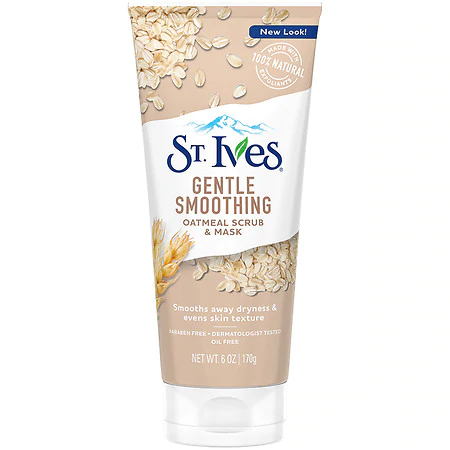 New Look!
MADE WITH
100% NATURAL
EXFOLIANTS
ST. IVES®
GENTLE
SMOOTHING
OATMEAL SCRUB
& MASK
Smooths away dryness &
evens skin texture
PARABEN FREE • DERMATOLOGIST TESTED
OIL FREE
NET WT. 6 OZ | 170g